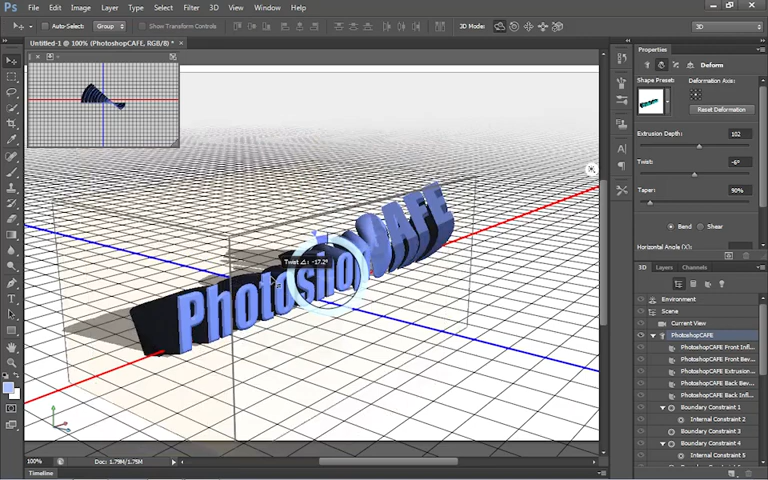 Ps File Edit Image Layer Type Select Filter 3D View Window Help
Auto-Select: Group Show Transform Controls 3D Mode: 3D
Untitled-1 @ 100% (PhotoshopCAFE, RGB/8) *
Properties
Deform
Shape Preset: Deformation Axis:
Reset Deformation
Extrusion Depth: 102
Twist: -6°
Taper: 90%
Bend Shear
Horizontal Angle (X)
PhotoshopCAFE
Twist ∠: -17.2°
3D Layers Channels
Environment
Scene
Current View
PhotoshopCAFE
PhotoshopCAFE Front Infl...
PhotoshopCAFE Front Bev...
PhotoshopCAFE Extrusion...
PhotoshopCAFE Back Bev...
PhotoshopCAFE Back Infl...
Boundary Constraint 1
Internal Constraint 2
Boundary Constraint 3
Boundary Constraint 4
Internal Constraint 5
100% Doc: 1.79M/1.75M
Timeline